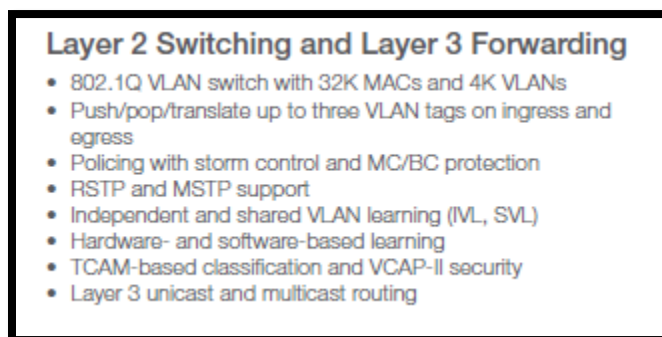 Layer 2 Switching and Layer 3 Forwarding
• 802.1Q VLAN switch with 32K MACs and 4K VLANs
• Push/pop/translate up to three VLAN tags on ingress and
egress
• Policing with storm control and MC/BC protection
• RSTP and MSTP support
• Independent and shared VLAN learning (IVL, SVL)
• Hardware- and software-based learning
• TCAM-based classification and VCAP-II security
• Layer 3 unicast and multicast routing